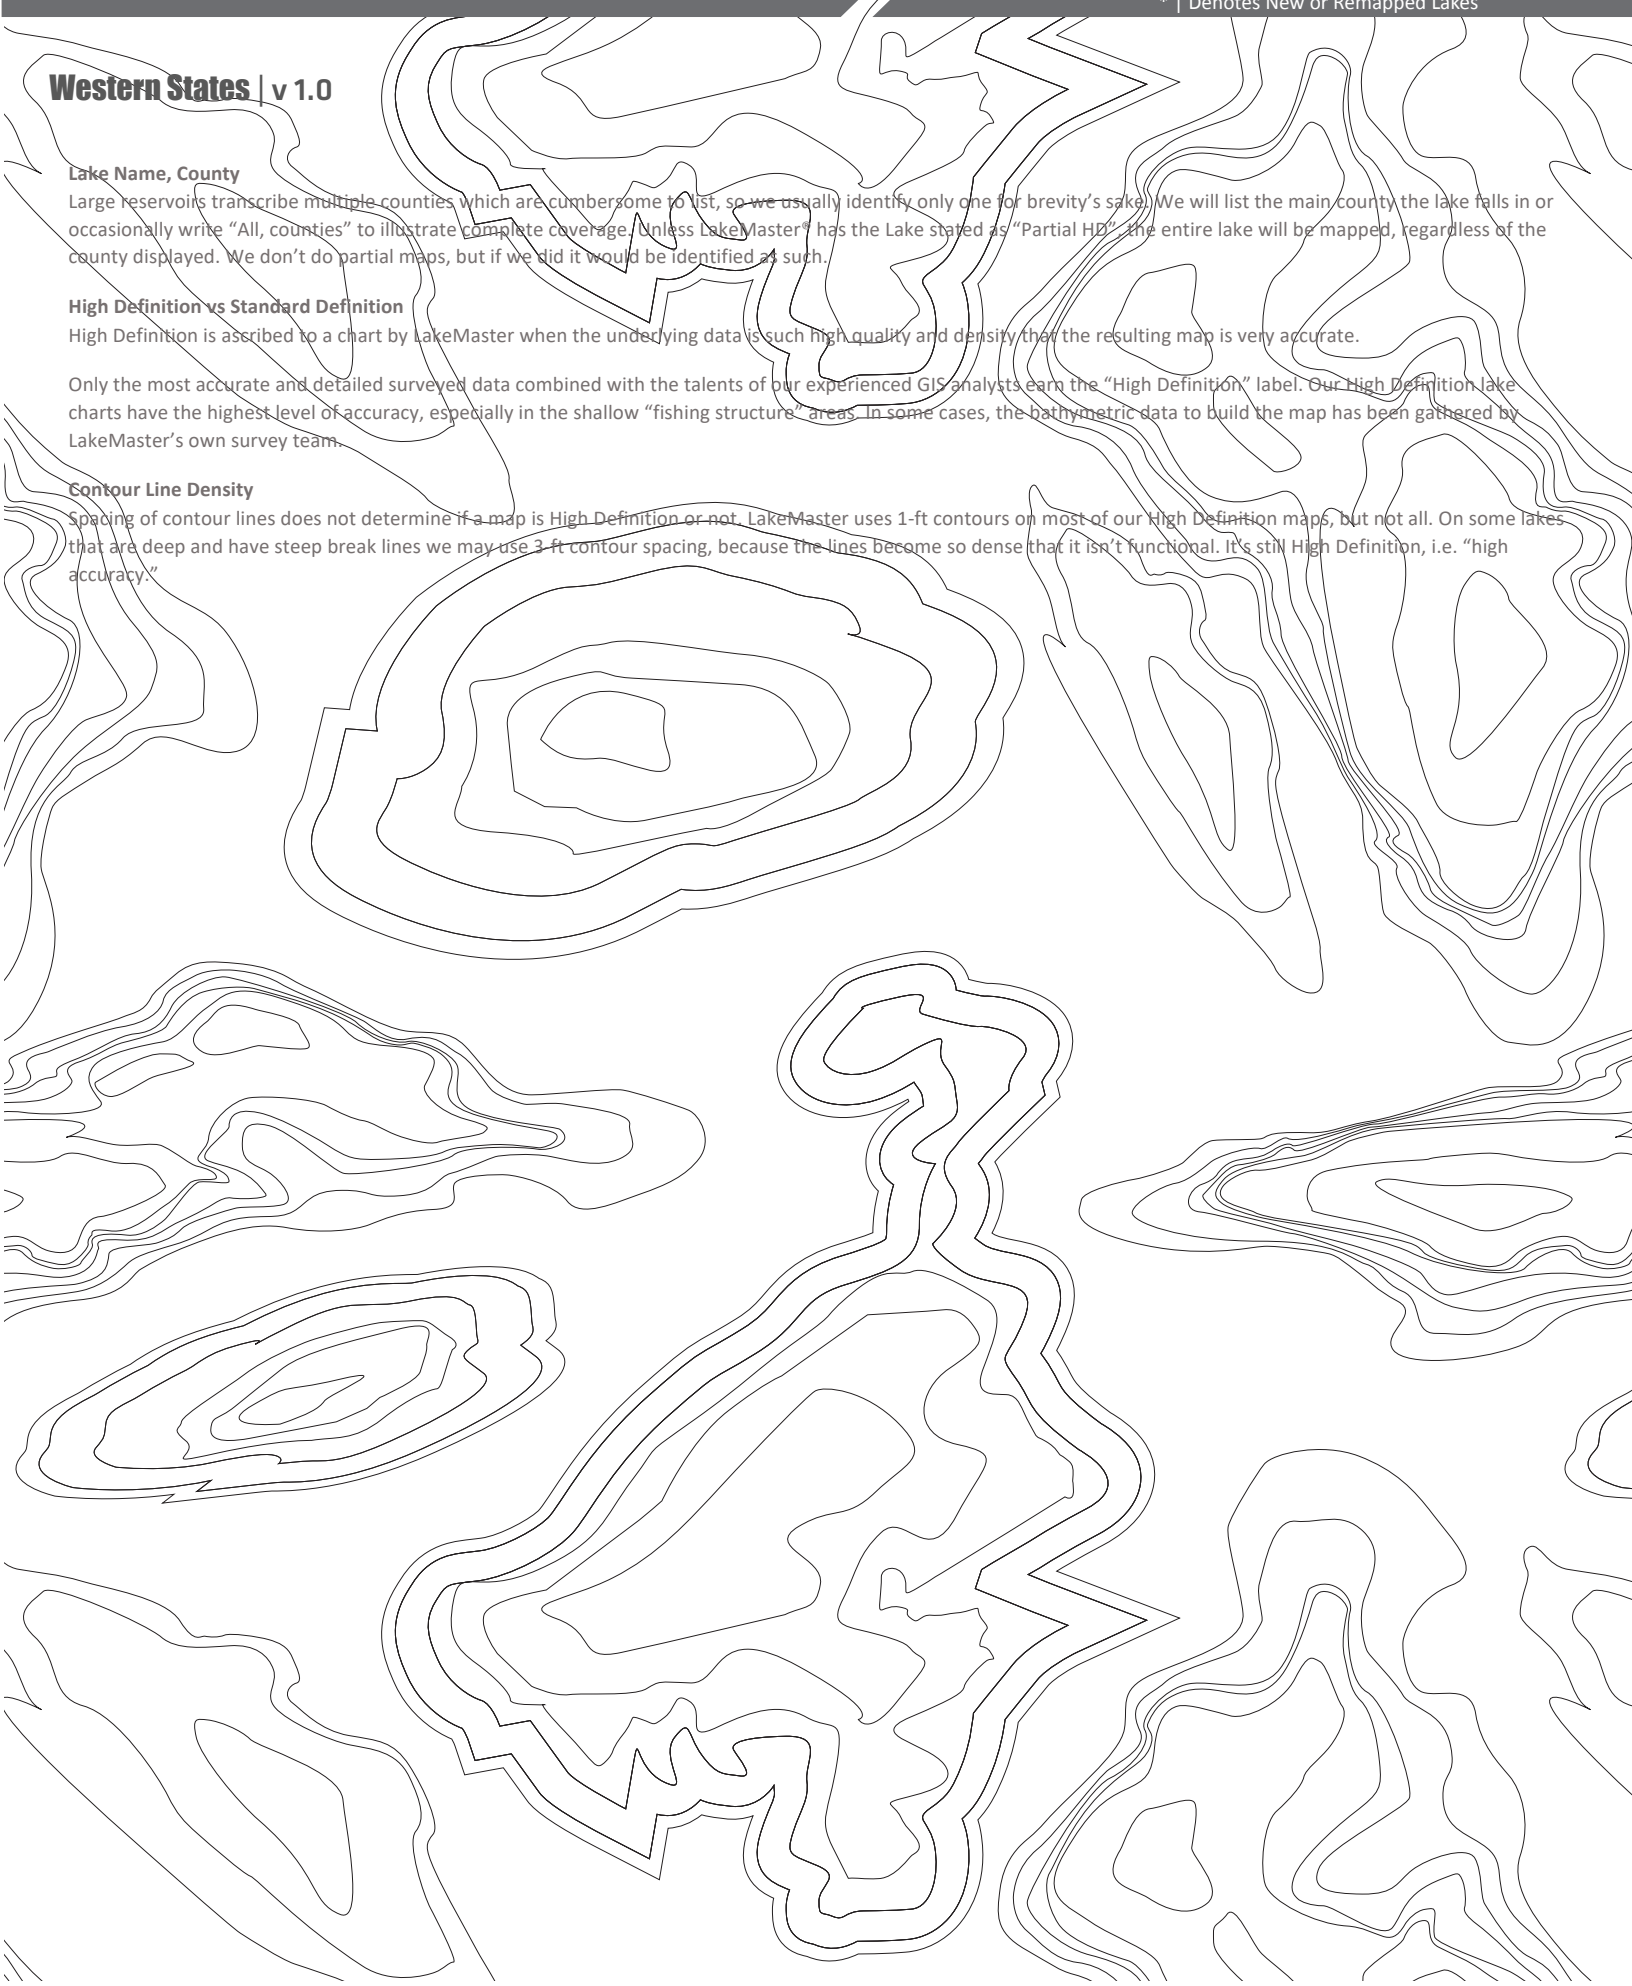 * | Denotes New or Remapped Lakes
Western States | v 1.0
Lake Name, County
Large reservoirs transcribe multiple counties which are cumbersome to list, so we usually identify only one for brevity’s sake. We will list the main county the lake falls in or
occasionally write “All, counties” to illustrate complete coverage. Unless LakeMaster® has the Lake stated as “Partial HD”, the entire lake will be mapped, regardless of the
county displayed. We don’t do partial maps, but if we did it would be identified as such.
High Definition vs Standard Definition
High Definition is ascribed to a chart by LakeMaster when the underlying data is such high quality and density that the resulting map is very accurate.
Only the most accurate and detailed surveyed data combined with the talents of our experienced GIS analysts earn the “High Definition” label. Our High Definition lake
charts have the highest level of accuracy, especially in the shallow “fishing structure” areas. In some cases, the bathymetric data to build the map has been gathered by
LakeMaster’s own survey team.
Contour Line Density
Spacing of contour lines does not determine if a map is High Definition or not. LakeMaster uses 1-ft contours on most of our High Definition maps, but not all. On some lakes
that are deep and have steep break lines we may use 3-ft contour spacing, because the lines become so dense that it isn’t functional. It’s still High Definition, i.e. “high
accuracy.”